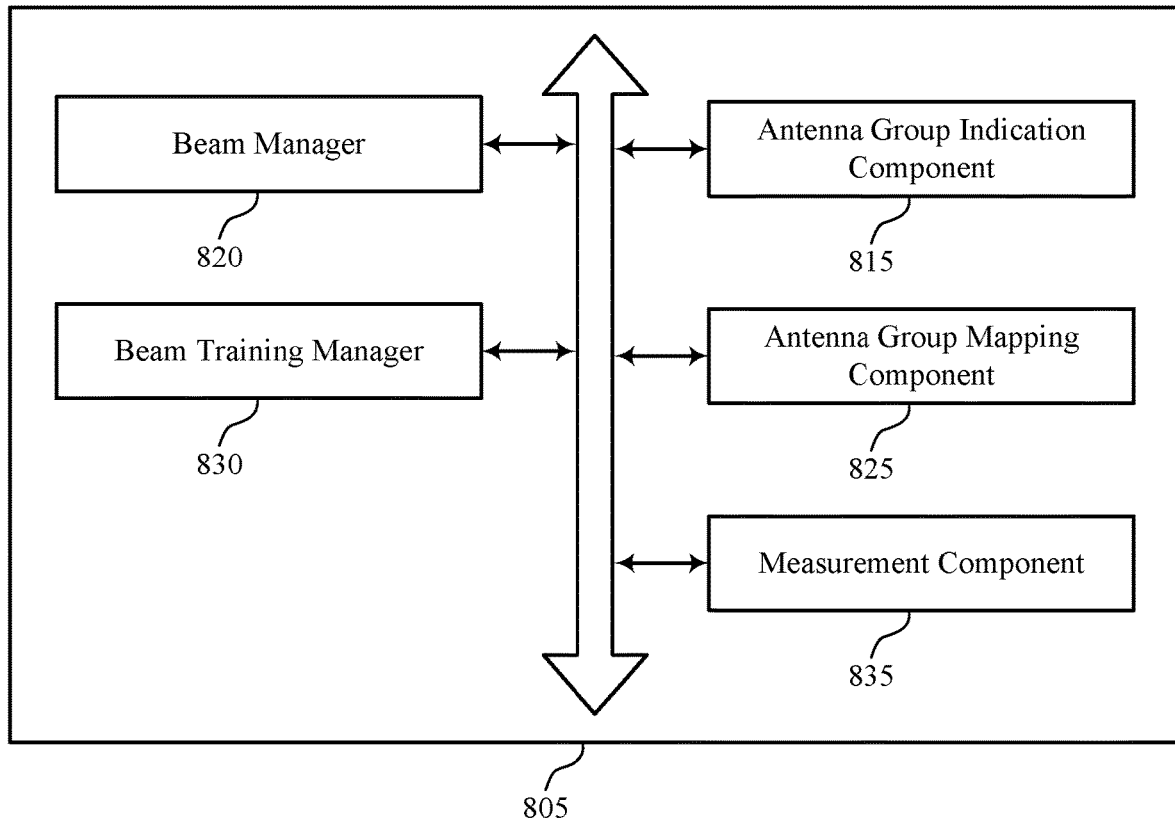 Beam Manager
820
Antenna Group Indication
Component
815
Beam Training Manager
830
Antenna Group Mapping
Component
825
Measurement Component
835
805